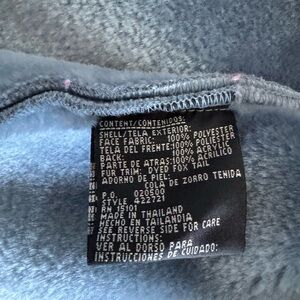 CONTENT/CONTENIDOS:
SHELL/TELA EXTERIOR:
FACE FABRIC: 100% POLYESTER
TELA DEL FRENTE: 100% POLIESTER
BACK: 100% ACRYLIC
PARTE DE ATRAS: 100% ACRILICO
FUR TRIM: DYED FOX TAIL
ADORNO DE PIEL:
COLA DE ZORRO TENIDA
P.O. 020500
STYLE 422721
RN 15101
MADE IN THAILAND
HECHO EN TAILANDIA
SEE REVERSE SIDE FOR CARE
INSTRUCTIONS:
VER AL DORSO PARA
INSTRUCCIONES DE CUIDADO: